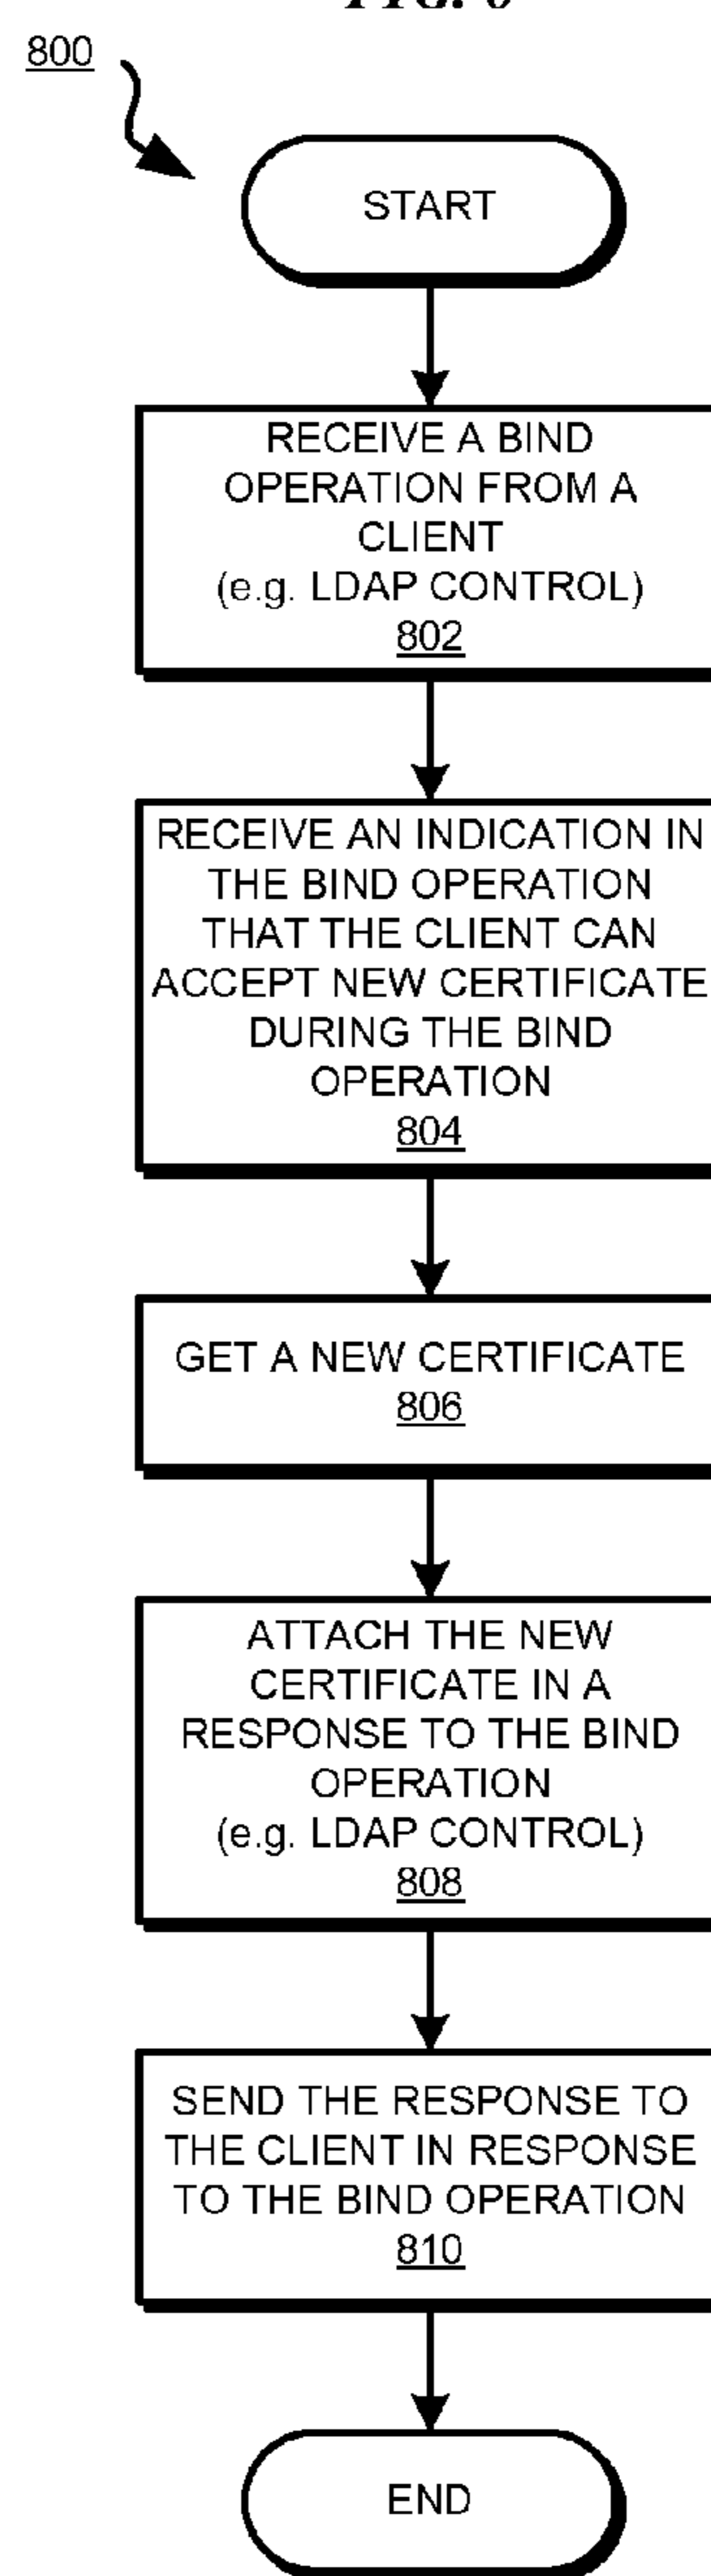 800
START
RECEIVE A BIND
OPERATION FROM A
CLIENT
(e.g. LDAP CONTROL)
802
RECEIVE AN INDICATION IN
THE BIND OPERATION
THAT THE CLIENT CAN
ACCEPT NEW CERTIFICATE
DURING THE BIND
OPERATION
804
GET A NEW CERTIFICATE
806
ATTACH THE NEW
CERTIFICATE IN A
RESPONSE TO THE BIND
OPERATION
(e.g. LDAP CONTROL)
808
SEND THE RESPONSE TO
THE CLIENT IN RESPONSE
TO THE BIND OPERATION
810
END